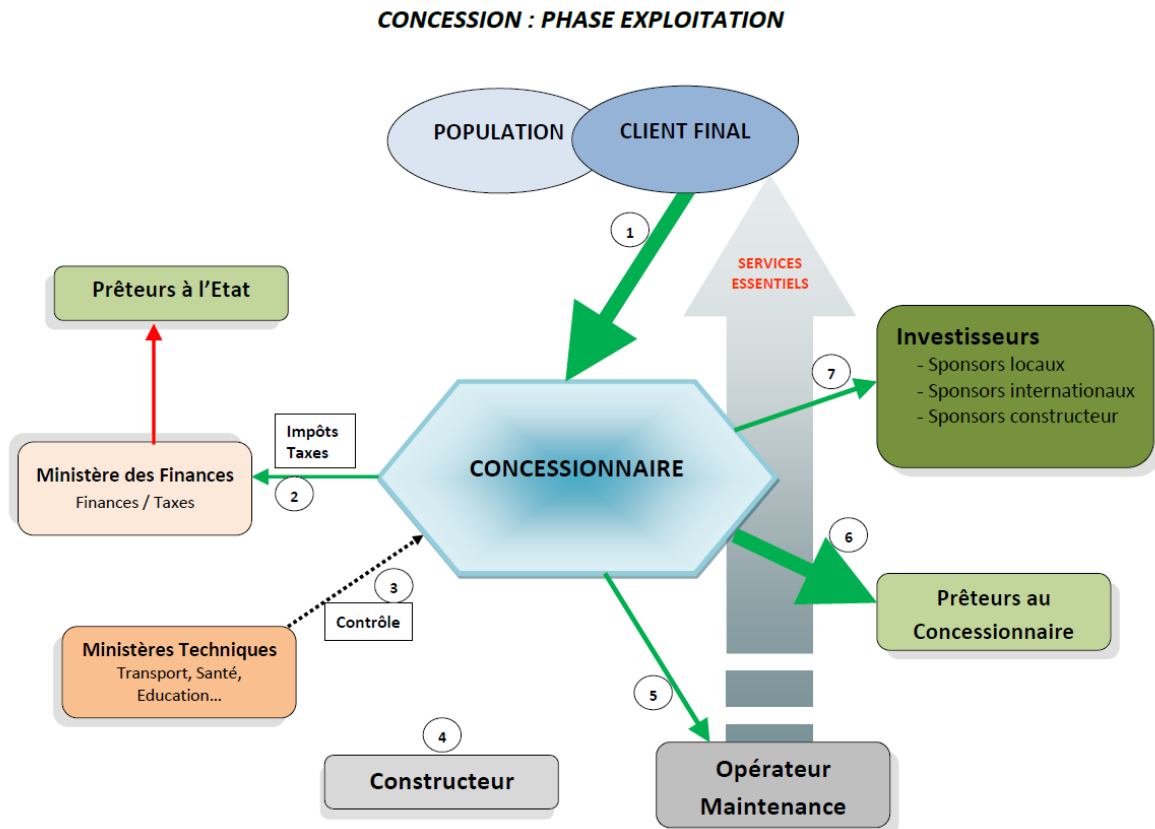 CONCESSION : PHASE EXPLOITATION
POPULATION
CLIENT FINAL
1
SERVICES
ESSENTIELS
Prêteurs à l'Etat
Investisseurs
- Sponsors locaux
- Sponsors internationaux
- Sponsors constructeur
7
Impôts
Taxes
CONCESSIONNAIRE
Ministère des Finances
Finances / Taxes
2
6
3
Contrôle
Prêteurs au
Concessionnaire
Ministères Techniques
Transport, Santé,
Education...
5
4
Constructeur
Opérateur
Maintenance